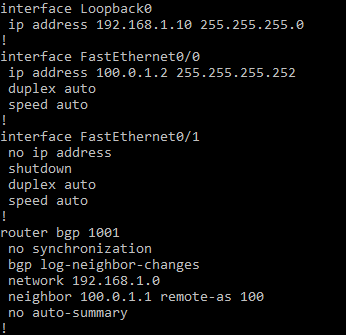 interface Loopback0
 ip address 192.168.1.10 255.255.255.0
!
interface FastEthernet0/0
 ip address 100.0.1.2 255.255.255.252
 duplex auto
 speed auto
!
interface FastEthernet0/1
 no ip address
 shutdown
 duplex auto
 speed auto
!
router bgp 1001
 no synchronization
 bgp log-neighbor-changes
 network 192.168.1.0
 neighbor 100.0.1.1 remote-as 100
 no auto-summary
!